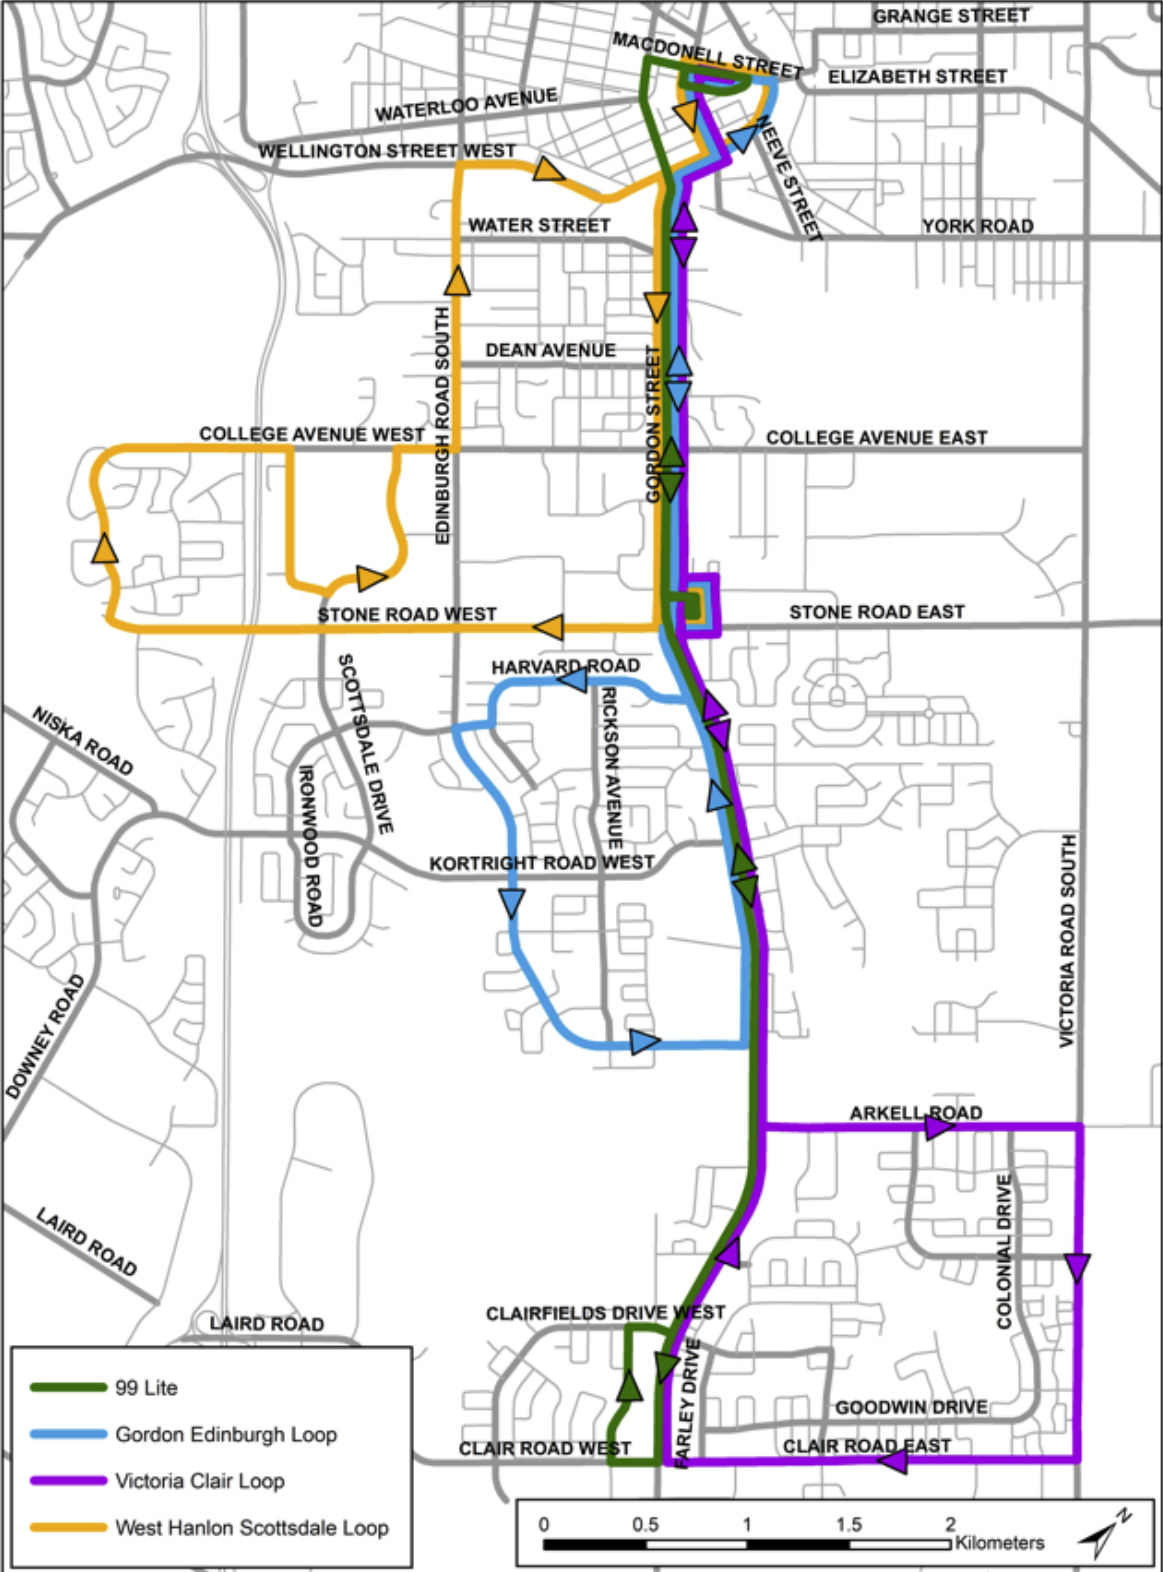 GRANGE STREET
MACDONELL STREET
ELIZABETH STREET
WATERLOO AVENUE
NEEVE STREET
WELLINGTON STREET WEST
WATER STREET
YORK ROAD
EDINBURGH ROAD SOUTH
DEAN AVENUE
GORDON STREET
COLLEGE AVENUE WEST
COLLEGE AVENUE EAST
STONE ROAD WEST
STONE ROAD EAST
HARVARD ROAD
SCOTTSDALE DRIVE
RICKSON AVENUE
NISKA ROAD
IRONWOOD ROAD
KORTRIGHT ROAD WEST
VICTORIA ROAD SOUTH
DOWNEY ROAD
ARKELL ROAD
COLONIAL DRIVE
LAIRD ROAD
CLAIRFIELDS DRIVE WEST
LAIRD ROAD
FARLEY DRIVE
GOODWIN DRIVE
CLAIR ROAD WEST
CLAIR ROAD EAST
99 Lite
Gordon Edinburgh Loop
Victoria Clair Loop
West Hanlon Scottsdale Loop
0 0.5 1 1.5 2
Kilometers
N